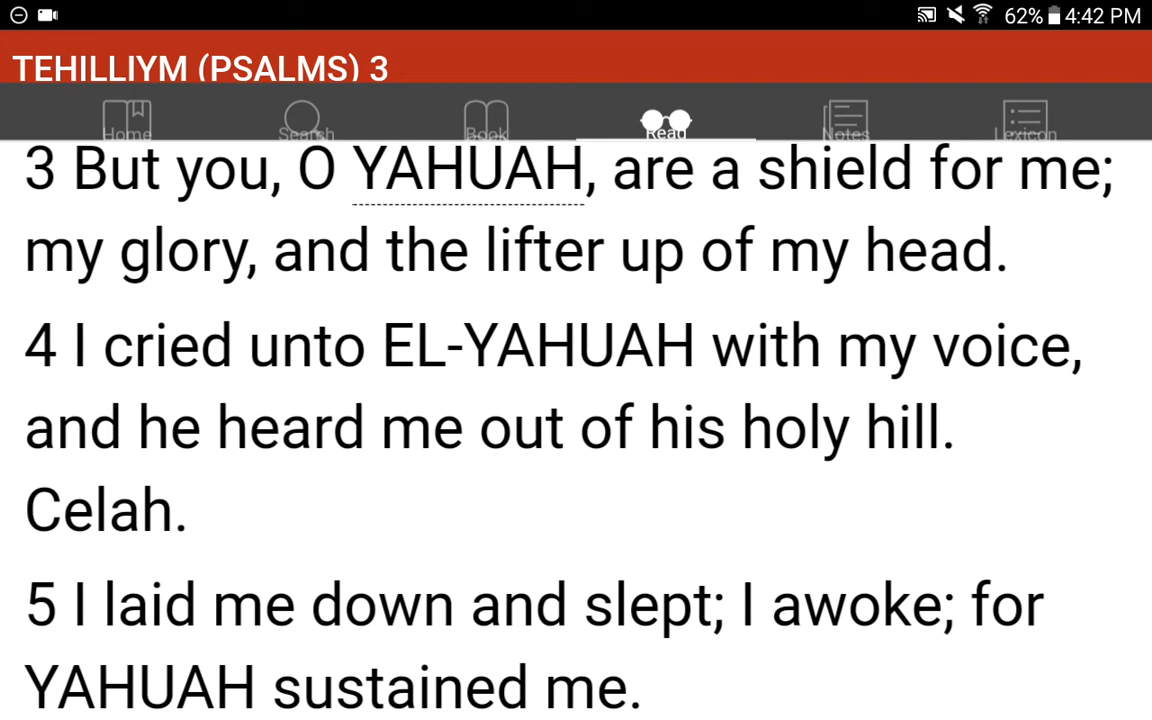 62% 4:42 PM
TEHILLIYM (PSALMS) 3
Home Search Book Read Notes Lexicon
3 But you, O YAHUAH, are a shield for me;
my glory, and the lifter up of my head.
4 I cried unto EL-YAHUAH with my voice,
and he heard me out of his holy hill.
Celah.
5 I laid me down and slept; I awoke; for
YAHUAH sustained me.